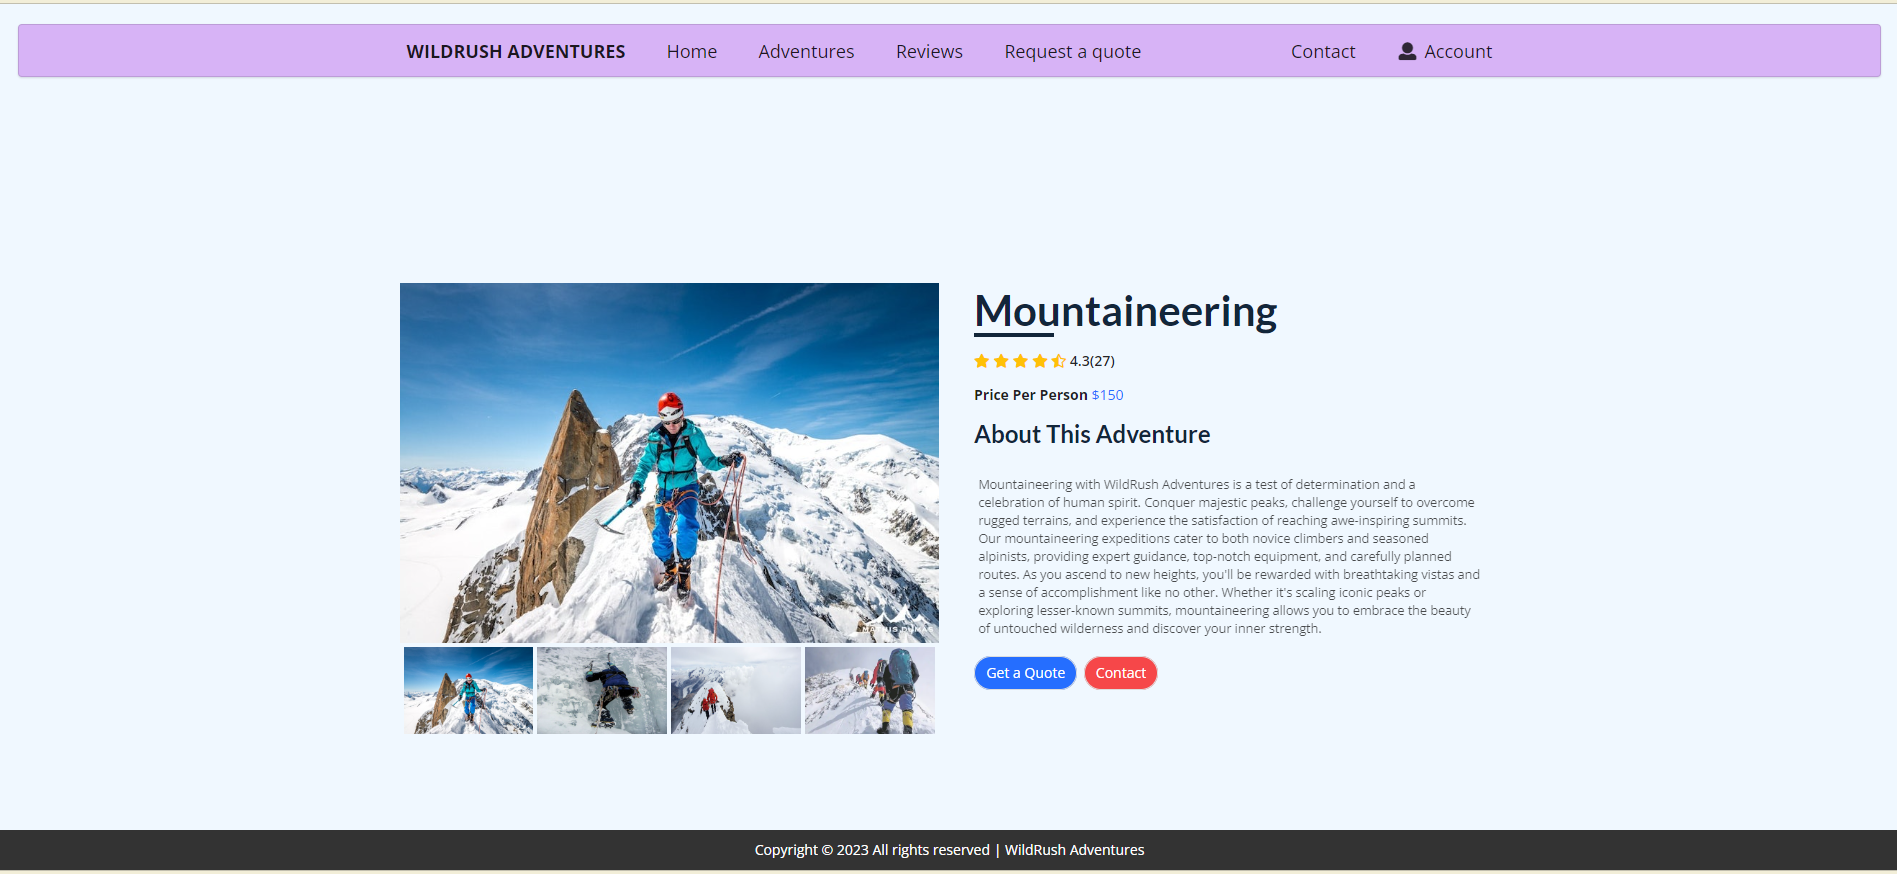 WILDRUSH ADVENTURES Home Adventures Reviews Request a quote Contact Account
Mountaineering
4.3(27)
Price Per Person $150
About This Adventure
Mountaineering with WildRush Adventures is a test of determination and a
celebration of human spirit. Conquer majestic peaks, challenge yourself to overcome
rugged terrains, and experience the satisfaction of reaching awe-inspiring summits.
Our mountaineering expeditions cater to both novice climbers and seasoned
alpinists, providing expert guidance, top-notch equipment, and carefully planned
routes. As you ascend to new heights, you'll be rewarded with breathtaking vistas and
a sense of accomplishment like no other. Whether it's scaling iconic peaks or
exploring lesser-known summits, mountaineering allows you to embrace the beauty
of untouched wilderness and discover your inner strength.
Get a Quote Contact
Copyright © 2023 All rights reserved | WildRush Adventures